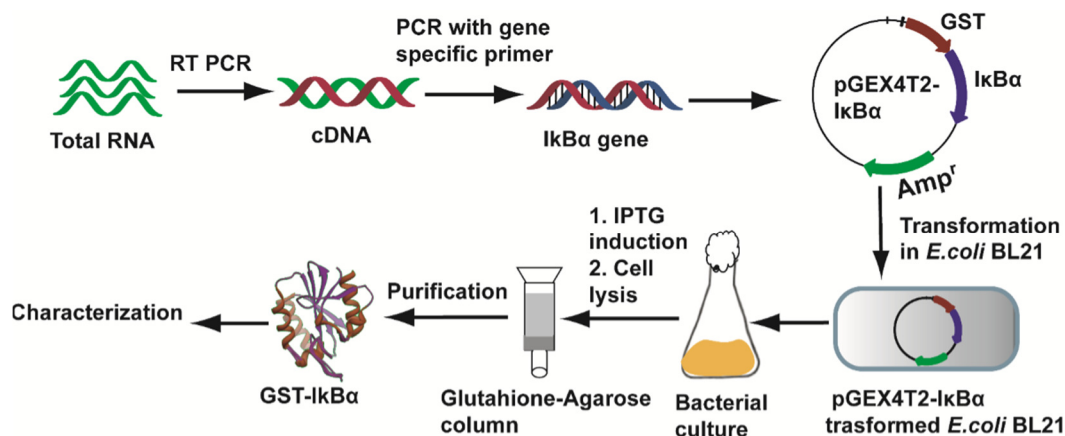 Total RNA
RT PCR
cDNA
PCR with gene
specific primer
IkBα gene
GST
IκBα
pGEX4T2-
IκBα
Ampʳ
Transformation
in E.coli BL21
pGEX4T2-IκBα
trasformed E.coli BL21
Bacterial
culture
1. IPTG
induction
2. Cell
lysis
Glutathione-Agarose
column
Purification
GST-IkBα
Characterization